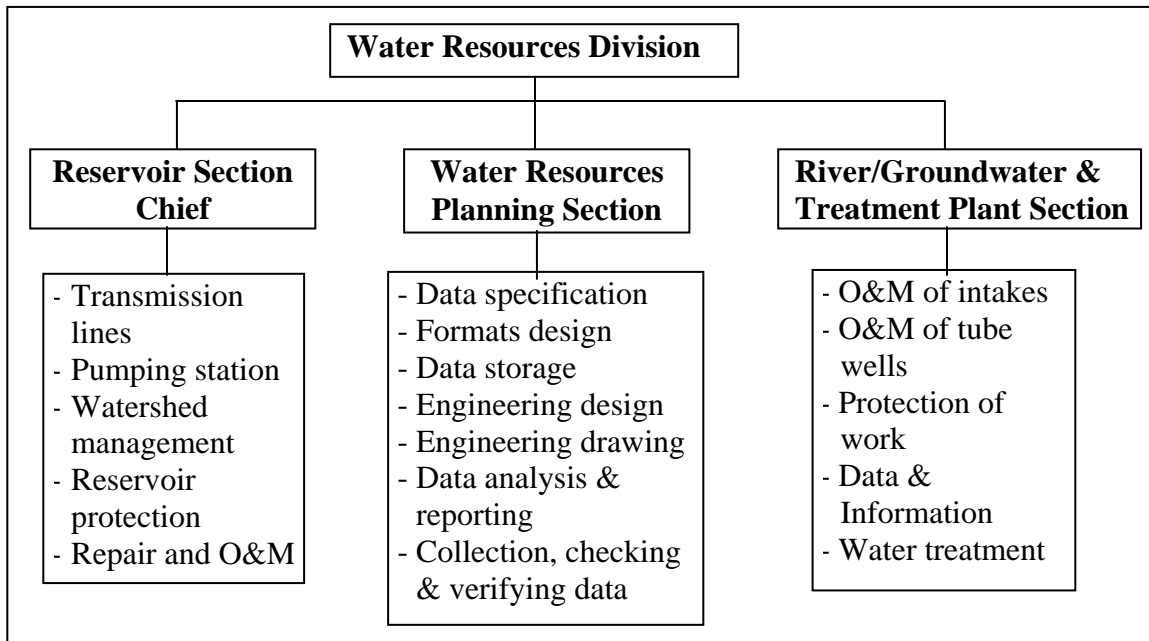 Water Resources Division
Reservoir Section
Chief
- Transmission
lines
- Pumping station
- Watershed
management
- Reservoir
protection
- Repair and O&M
Water Resources
Planning Section
- Data specification
- Formats design
- Data storage
- Engineering design
- Engineering drawing
- Data analysis &
reporting
- Collection, checking
& verifying data
River/Groundwater &
Treatment Plant Section
- O&M of intakes
- O&M of tube
wells
- Protection of
work
- Data &
Information
- Water treatment